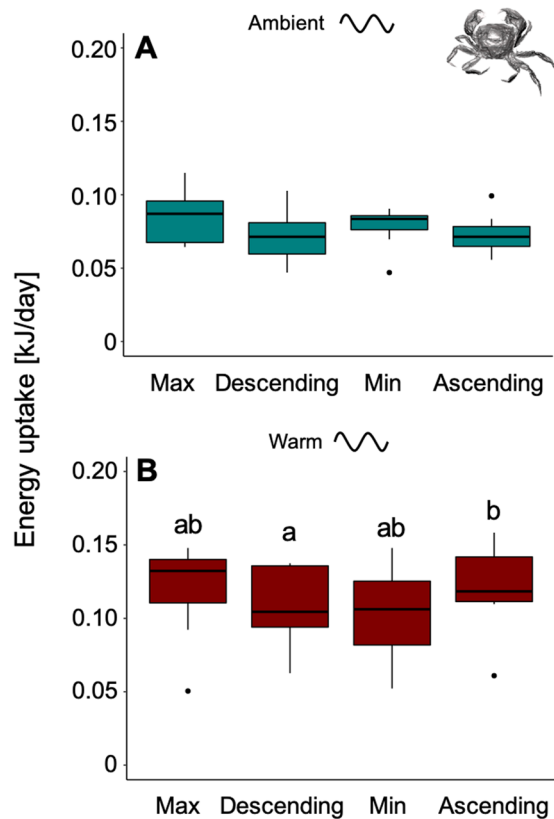 Energy uptake [kJ/day]
A
Ambient
0.20
0.15
0.10
0.05
0
Max Descending Min Ascending
B
Warm
0.20
0.15
0.10
0.05
0
ab a ab b
Max Descending Min Ascending